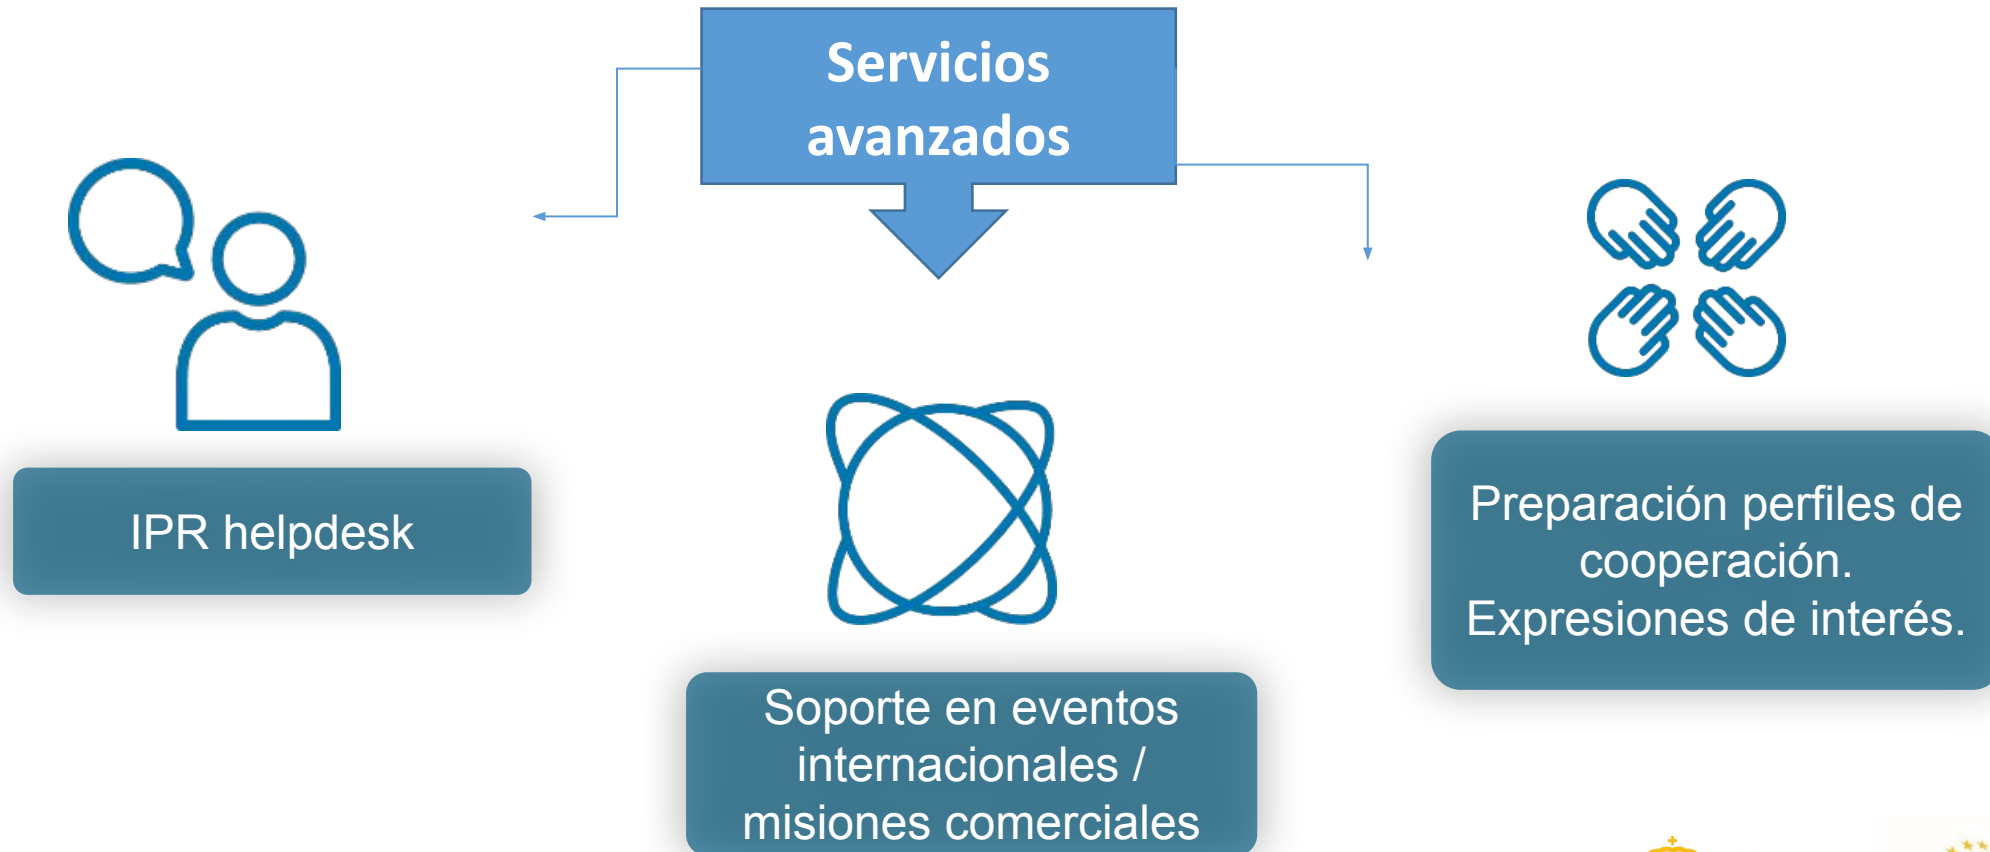 Servicios
avanzados
IPR helpdesk
Soporte en eventos
internacionales /
misiones comerciales
Preparación perfiles de
cooperación.
Expresiones de interés.